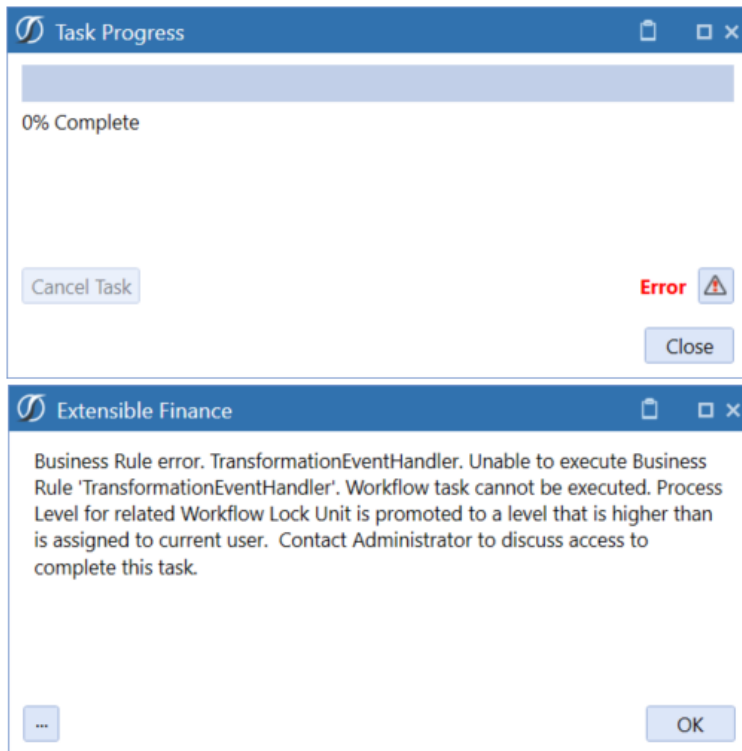 Task Progress
0% Complete
Cancel Task
Error
Close
Extensible Finance
Business Rule error. TransformationEventHandler. Unable to execute Business
Rule 'TransformationEventHandler'. Workflow task cannot be executed. Process
Level for related Workflow Lock Unit is promoted to a level that is higher than
is assigned to current user.  Contact Administrator to discuss access to
complete this task.
...
OK